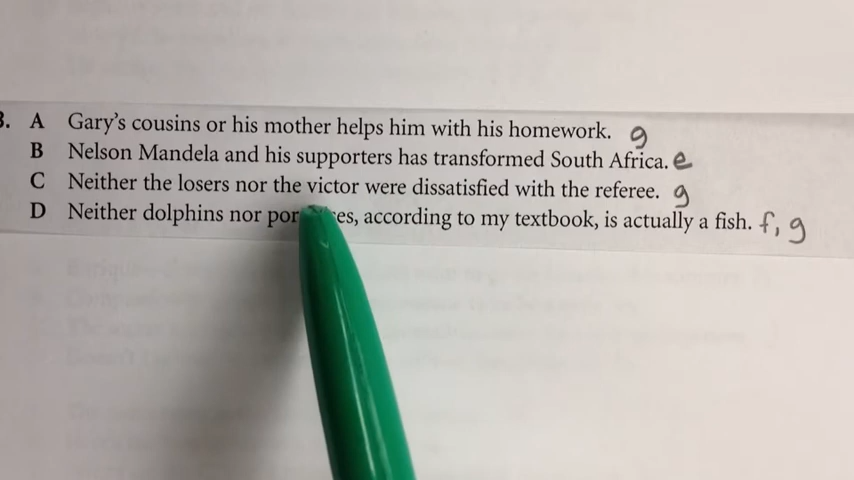 3. A Gary's cousins or his mother helps him with his homework. g
B Nelson Mandela and his supporters has transformed South Africa. e
C Neither the losers nor the victor were dissatisfied with the referee. g
D Neither dolphins nor , according to my textbook, is actually a fish. f, g